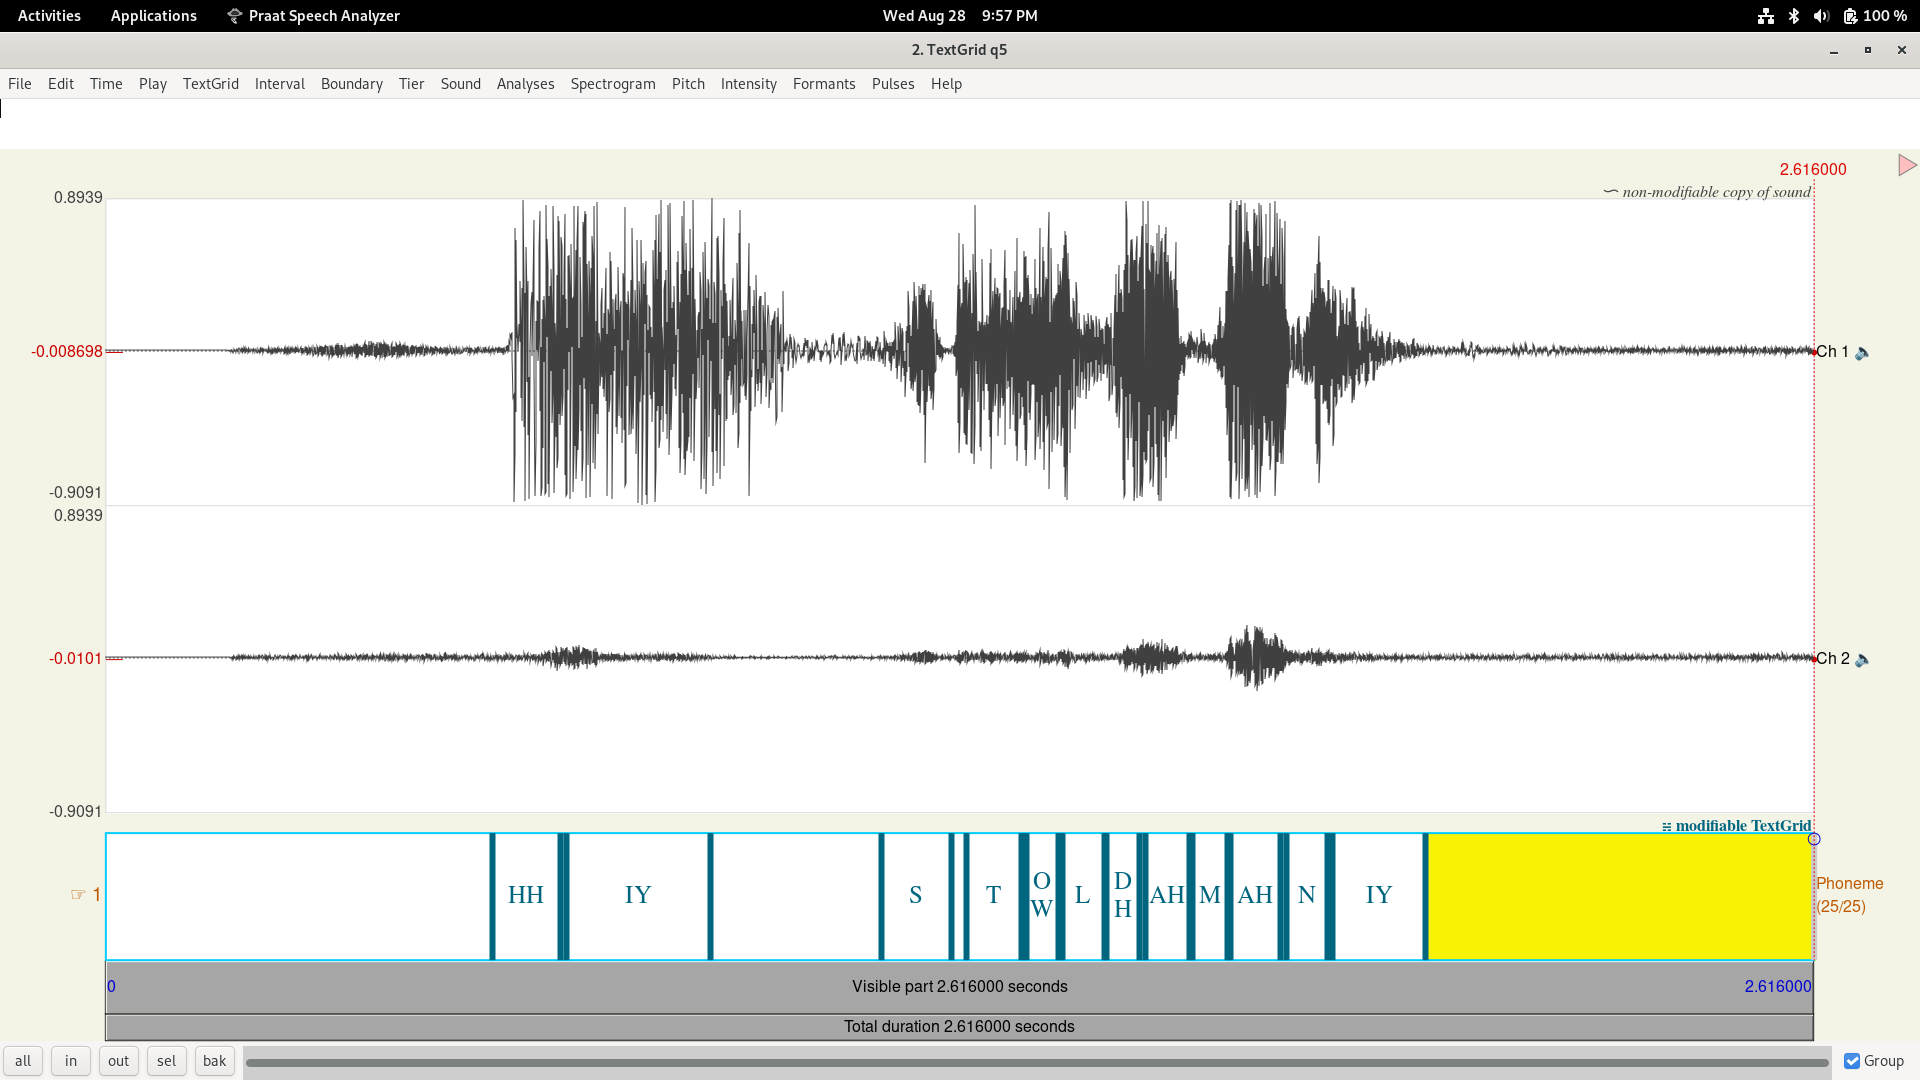 Activities Applications Praat Speech Analyzer Wed Aug 28 9:57 PM 100 %
2. TextGrid q5
File Edit Time Play TextGrid Interval Boundary Tier Sound Analyses Spectrogram Pitch Intensity Formants Pulses Help
2.616000
0.8939
non-modifiable copy of sound
-0.008698
Ch 1
-0.9091
0.8939
-0.0101
Ch 2
-0.9091
modifiable TextGrid
1
HH IY S T OW L DH AH M AH N IY
Phoneme
(25/25)
0 Visible part 2.616000 seconds 2.616000
Total duration 2.616000 seconds
all in out sel bak Group